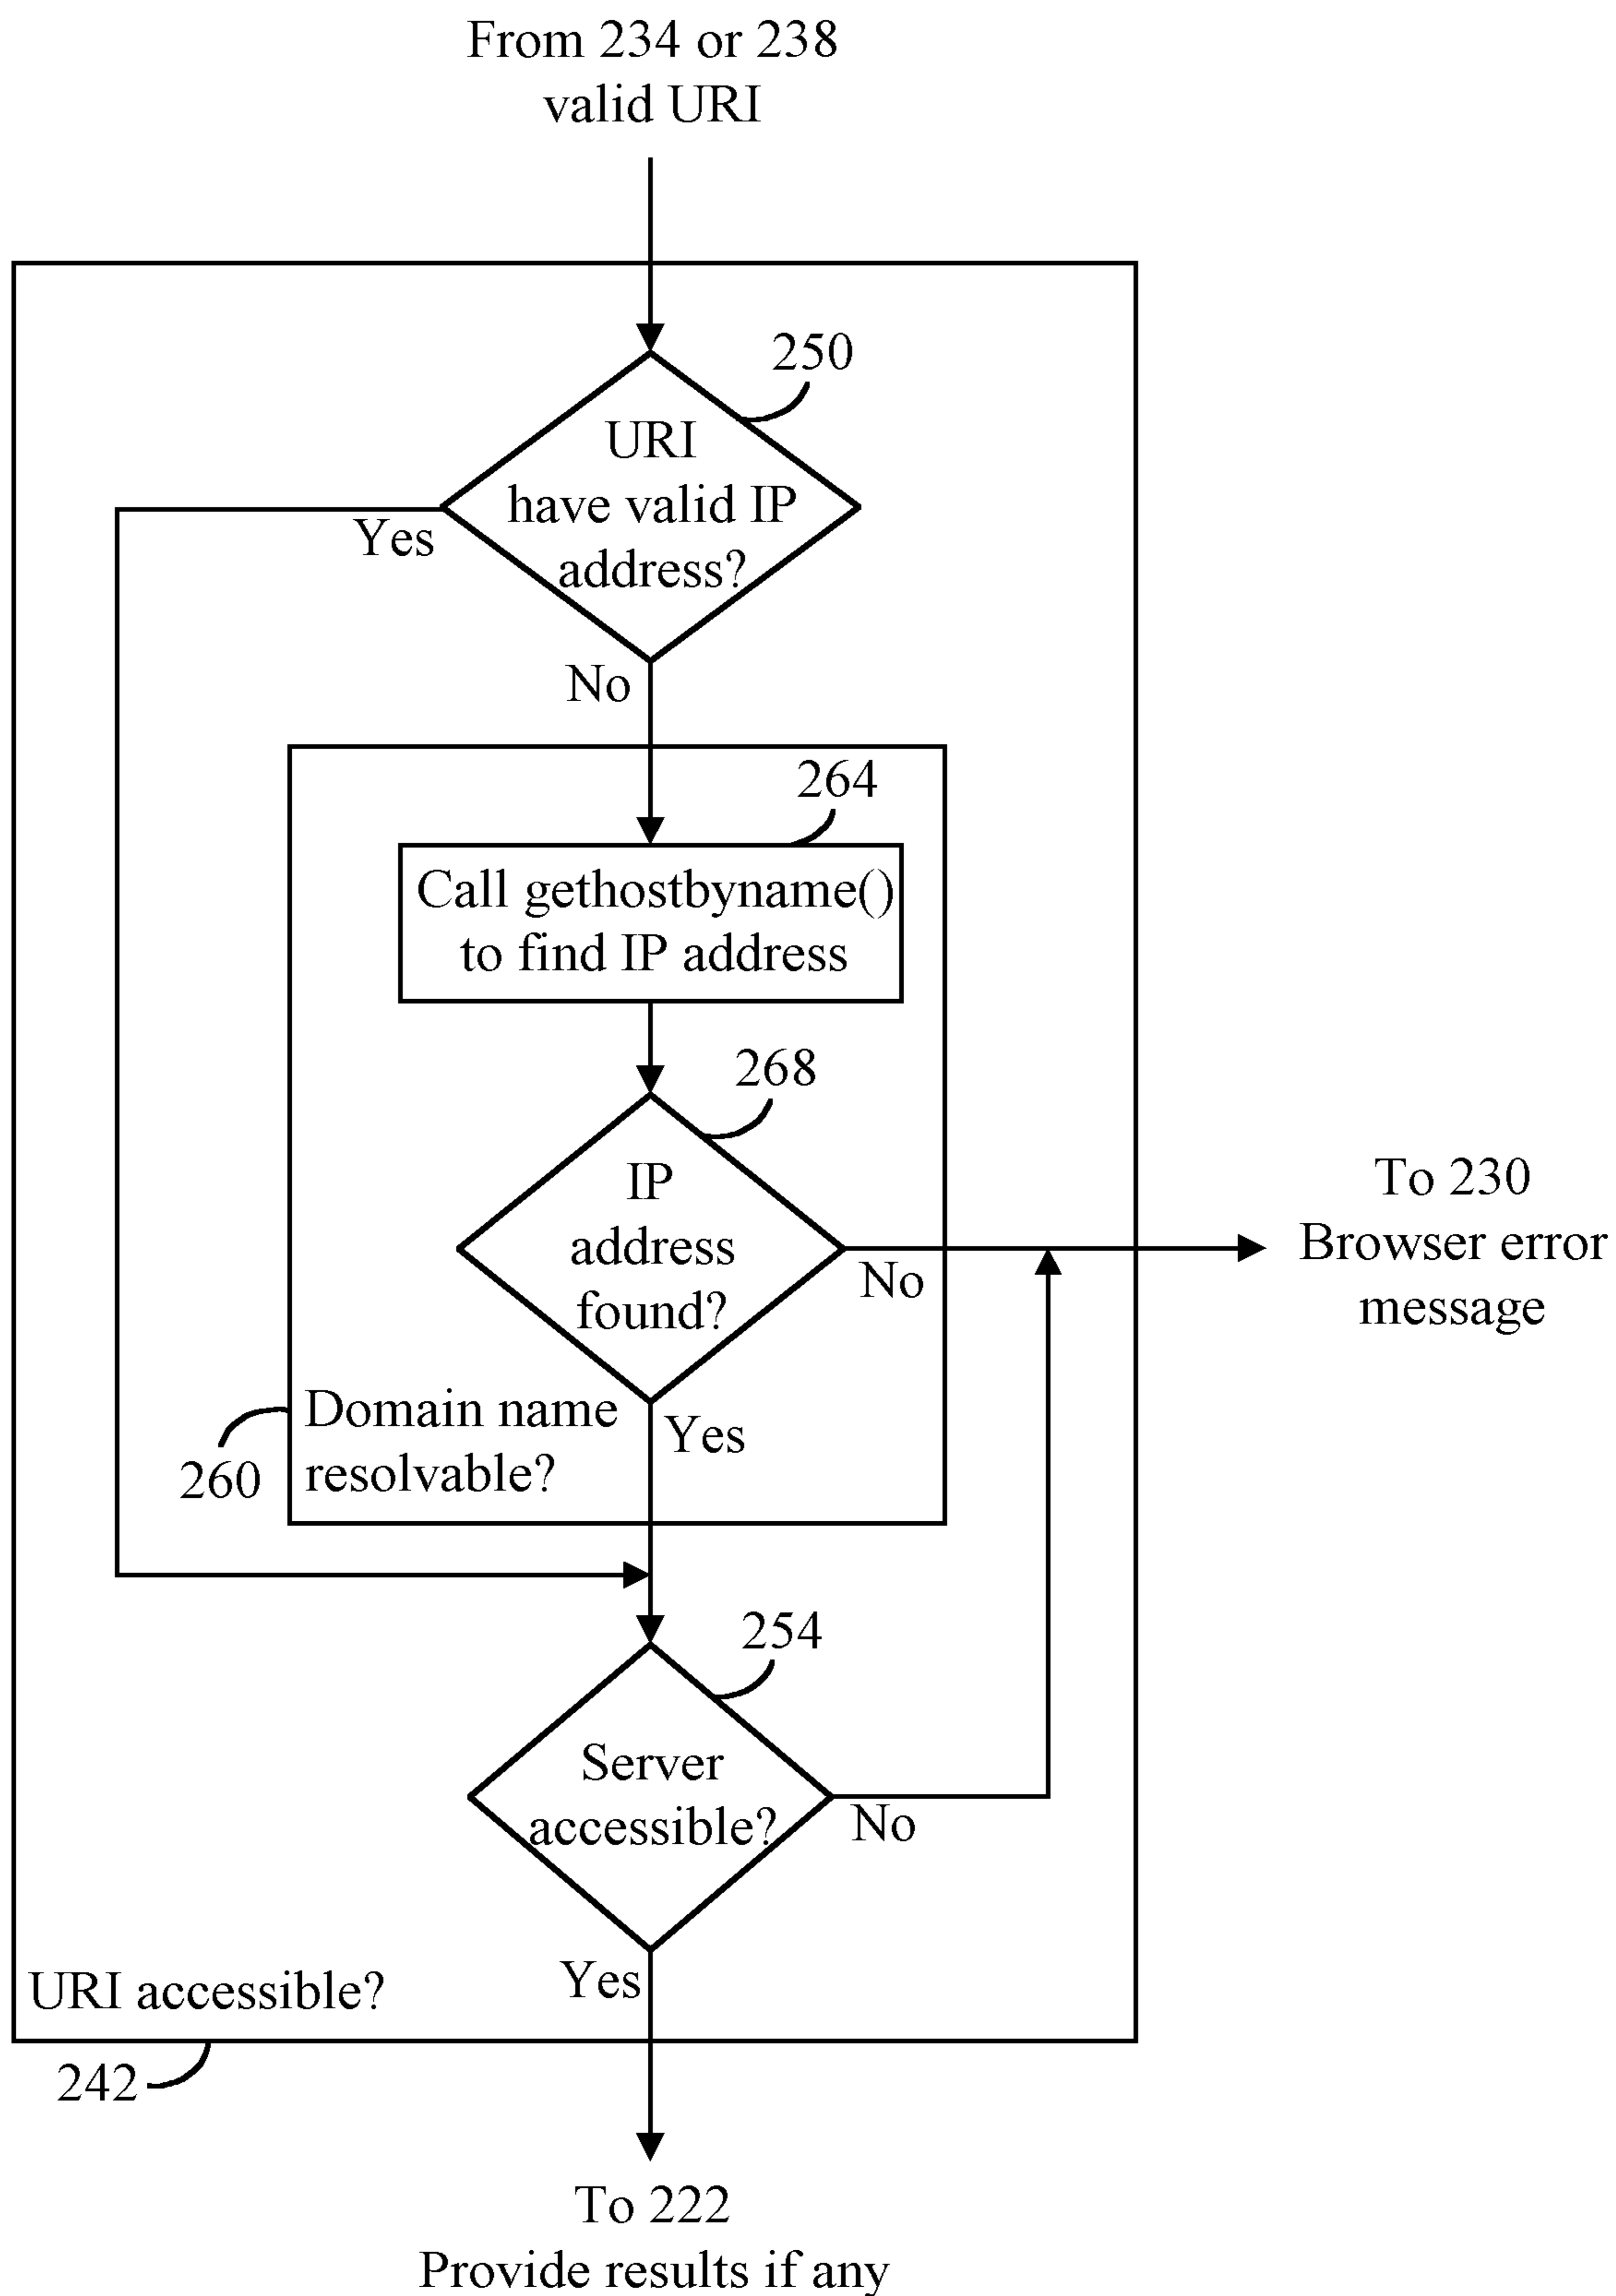 From 234 or 238
valid URI
250
URI
have valid IP
address?
Yes
No
264
Call gethostbyname()
to find IP address
268
IP
address
found?
No
To 230
Browser error
message
Domain name
resolvable?
Yes
260
254
Server
accessible?
No
Yes
URI accessible?
242
To 222
Provide results if any